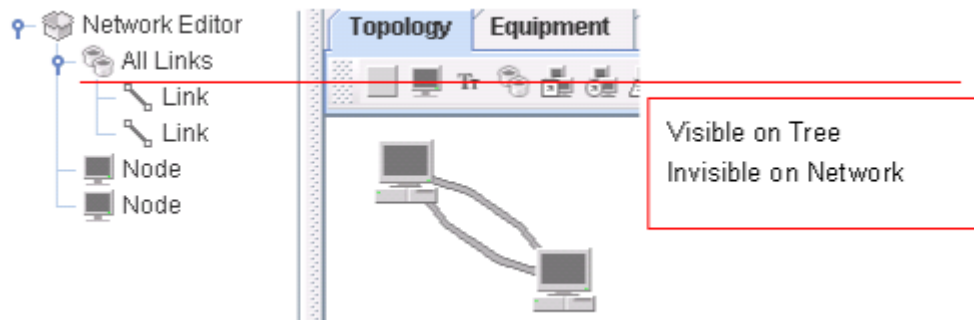 Network Editor
All Links
Link
Link
Node
Node
Topology
Equipment
Tr
Visible on Tree
Invisible on Network